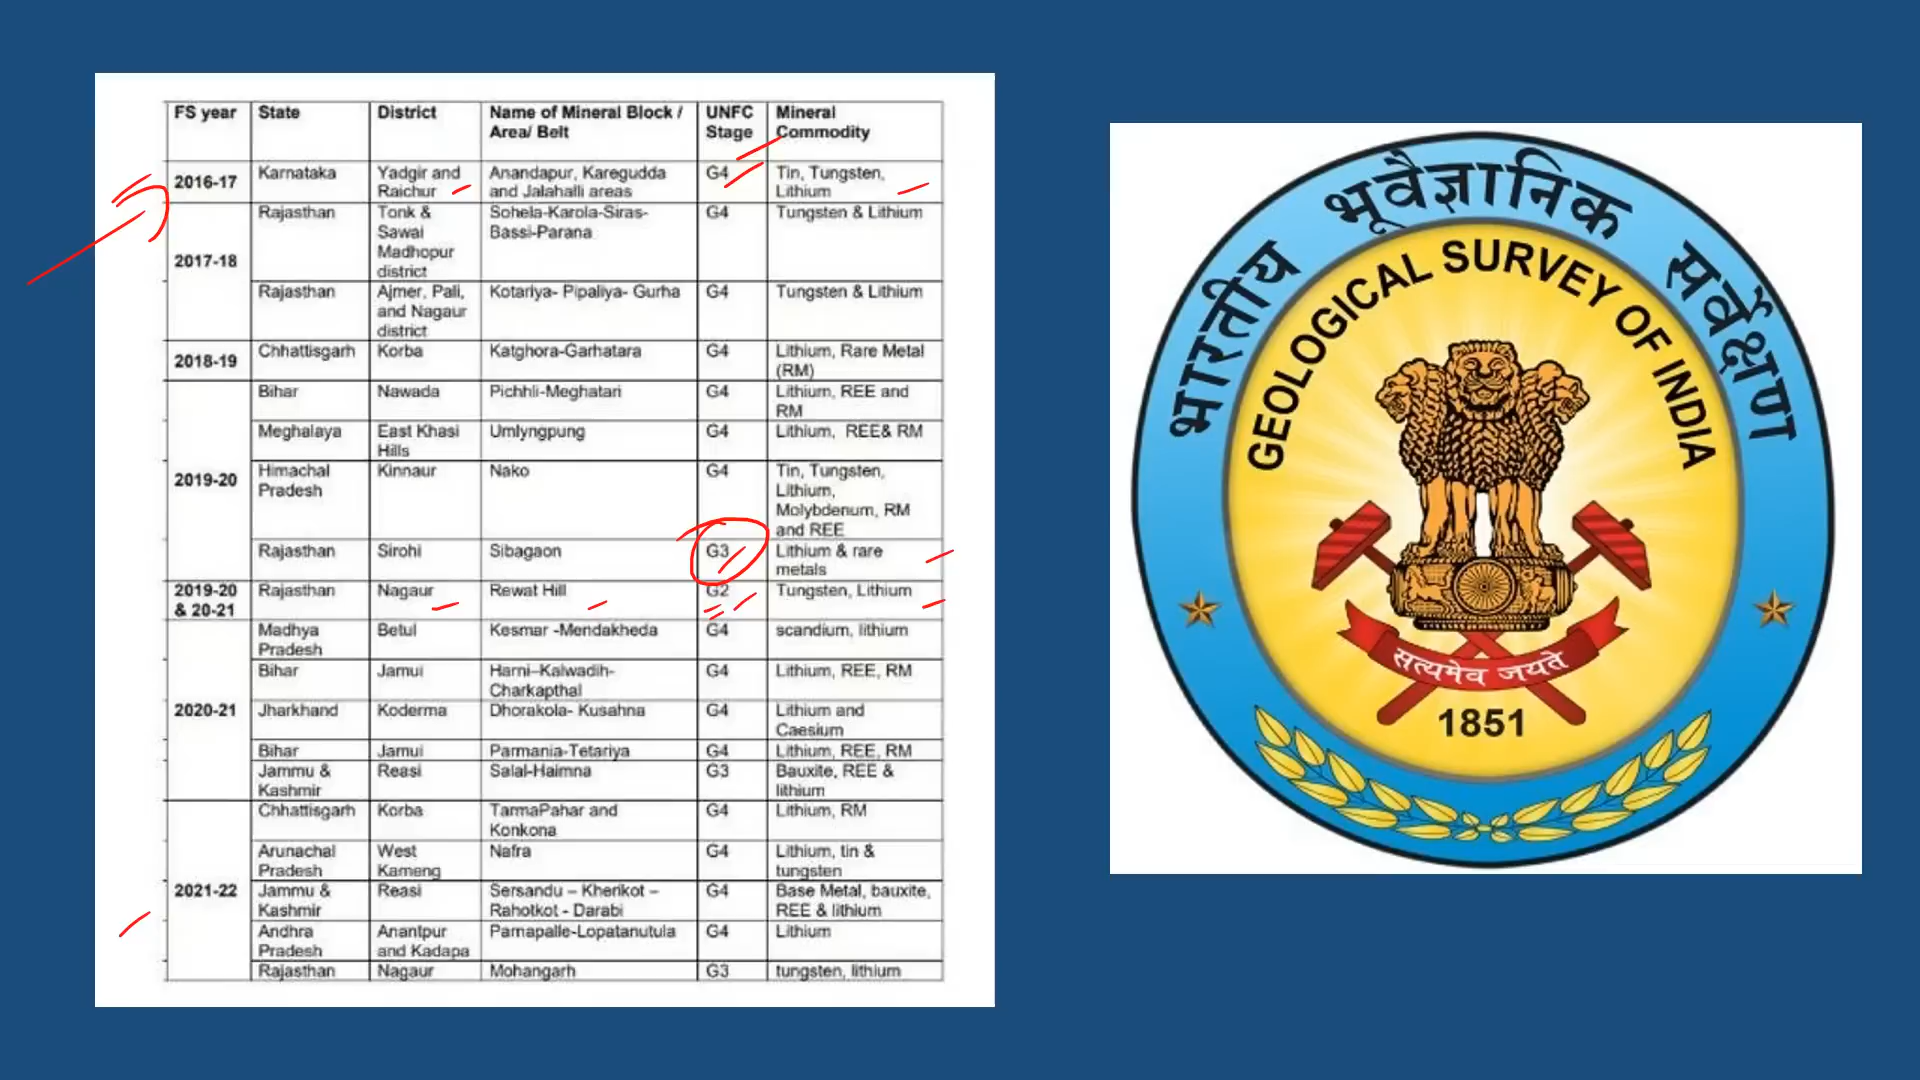 FS year State District Name of Mineral Block / Area/ Belt UNFC Stage Mineral Commodity
2016-17 Karnataka Yadgir and Raichur Anandapur, Karegudda and Jalahalli areas G4 Tin, Tungsten, Lithium
2017-18 Rajasthan Tonk & Sawai Madhopur district Sohela-Karola-Siras-Bassi-Parana G4 Tungsten & Lithium
Rajasthan Ajmer, Pali, and Nagaur district Kotariya- Pipaliya- Gurha G4 Tungsten & Lithium
2018-19 Chhattisgarh Korba Katghora-Garhatara G4 Lithium, Rare Metal (RM)
2019-20 Bihar Nawada Pichhli-Meghatari G4 Lithium, REE and RM
Meghalaya East Khasi Hills Umlyngpung G4 Lithium, REE& RM
Himachal Pradesh Kinnaur Nako G4 Tin, Tungsten, Lithium, Molybdenum, RM and REE
Rajasthan Sirohi Sibagaon G3 Lithium & rare metals
2019-20 & 20-21 Rajasthan Nagaur Rewat Hill G2 Tungsten, Lithium
2020-21 Madhya Pradesh Betul Kesmar -Mendakheda G4 scandium, lithium
Bihar Jamui Harni–Kalwadih-Charkapthal G4 Lithium, REE, RM
Jharkhand Koderma Dhorakola- Kusahna G4 Lithium and Caesium
Bihar Jamui Parmania-Tetariya G4 Lithium, REE, RM
Jammu & Kashmir Reasi Salal-Haimna G3 Bauxite, REE & lithium
2021-22 Chhattisgarh Korba TarmaPahar and Konkona G4 Lithium, RM
Arunachal Pradesh West Kameng Nafra G4 Lithium, tin & tungsten
Jammu & Kashmir Reasi Sersandu – Kherikot – Rahotkot - Darabi G4 Base Metal, bauxite, REE & lithium
Andhra Pradesh Anantpur and Kadapa Parnapalle-Lopatanutula G4 Lithium
Rajasthan Nagaur Mohangarh G3 tungsten, lithium
भारतीय भूवैज्ञानिक सर्वेक्षण
GEOLOGICAL SURVEY OF INDIA
सत्यमेव जयते
1851